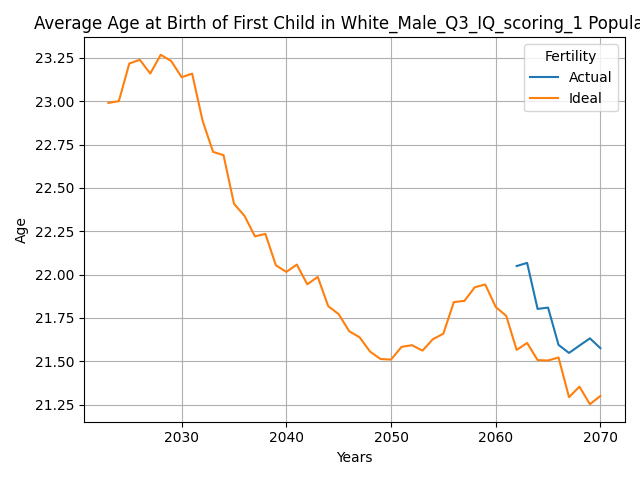 Average Age at Birth of First Child in White_Male_Q3_IQ_scoring_1 Popula
Fertility
Actual
Ideal
23.25
23.00
22.75
22.50
22.25
22.00
21.75
21.50
21.25
Age
2030 2040 2050 2060 2070
Years